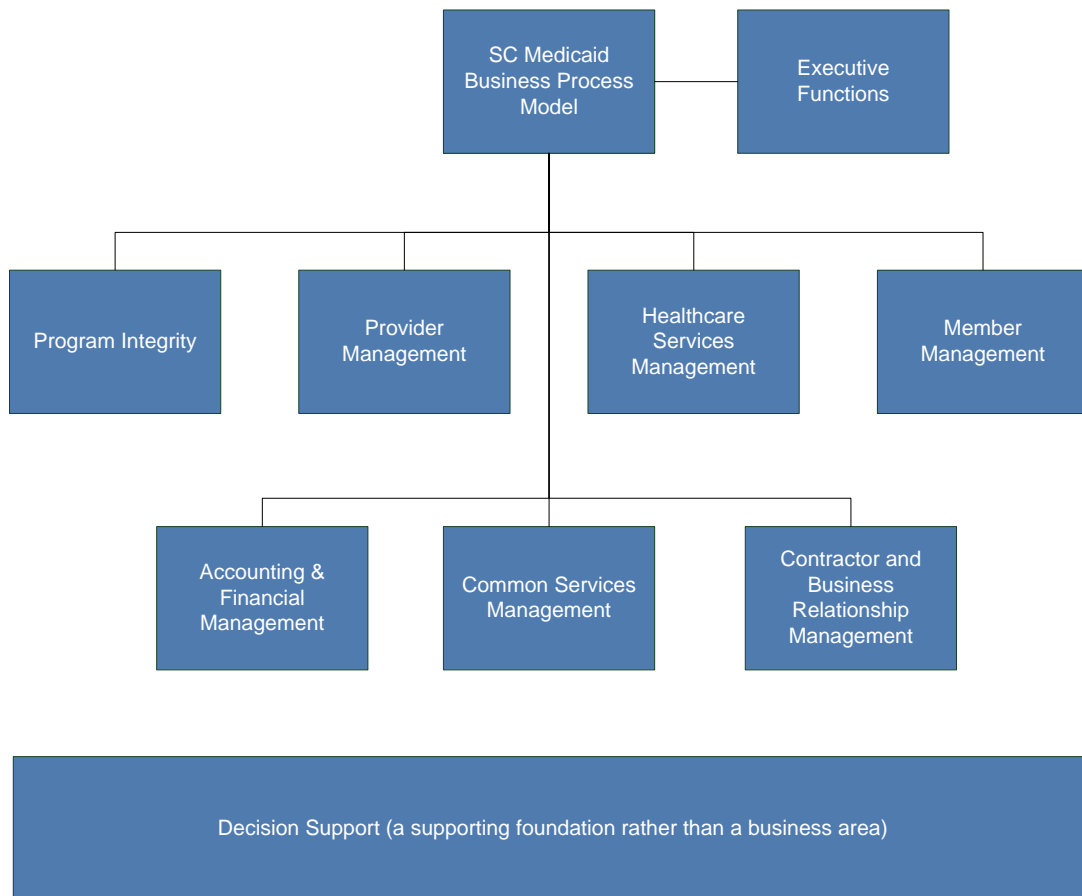 SC Medicaid
Business Process
Model
Executive
Functions
Program Integrity
Provider
Management
Healthcare
Services
Management
Member
Management
Accounting &
Financial
Management
Common Services
Management
Contractor and
Business
Relationship
Management
Decision Support (a supporting foundation rather than a business area)